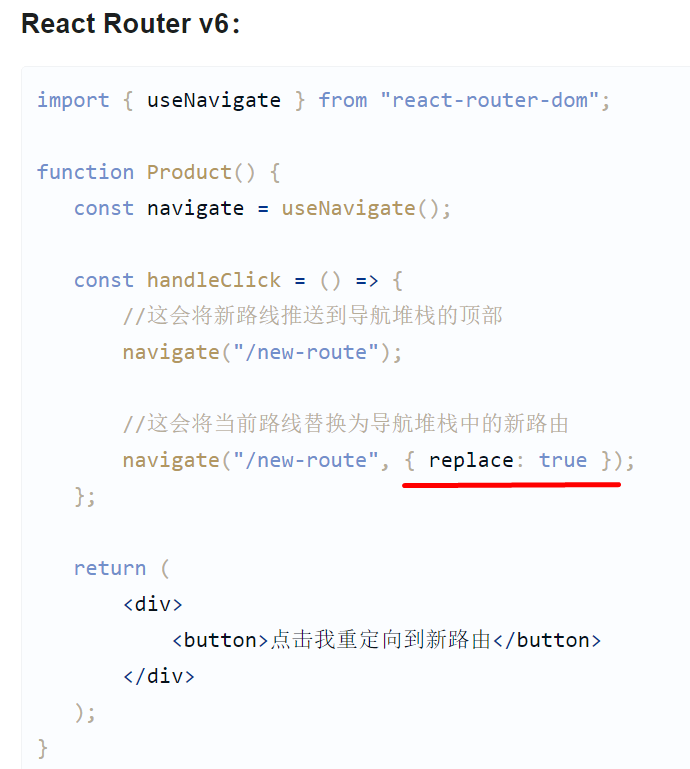 React Router v6：
import { useNavigate } from "react-router-dom";
function Product() {
const navigate = useNavigate();
const handleClick = () => {
//这会将新路线推送到导航堆栈的顶部
navigate("/new-route");
//这会将当前路线替换为导航堆栈中的新路由
navigate("/new-route", { replace: true });
};
return (
<div>
<button>点击我重定向到新路由</button>
</div>
);
}